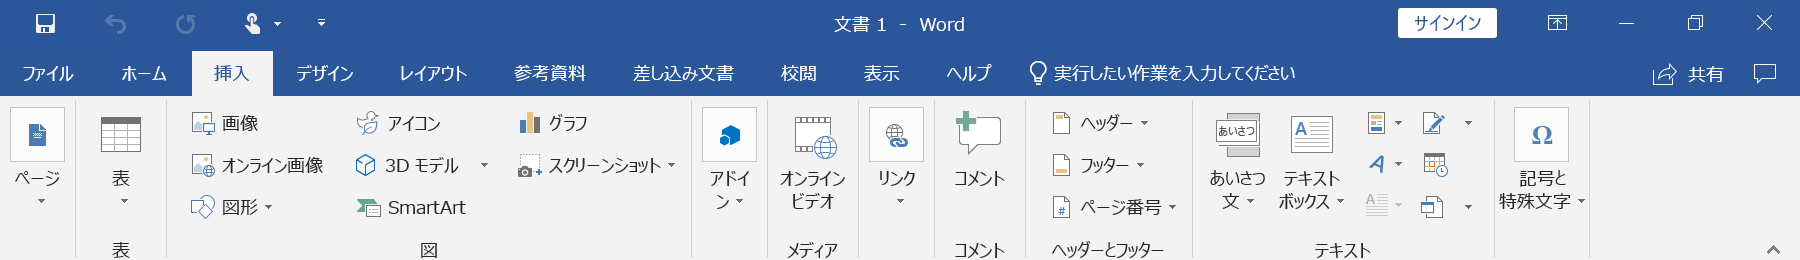 文書 1 - Word
サインイン
ファイル ホーム 挿入 デザイン レイアウト 参考資料 差し込み文書 校閲 表示 ヘルプ 実行したい作業を入力してください 共有
ページ
表
画像
オンライン画像
図形
アイコン
3D モデル
SmartArt
グラフ
スクリーンショット
アドイ
ン
オンライン
ビデオ
リンク
コメント
ヘッダー
フッター
# ページ番号
あいさつ
あいさつ
文
A
テキスト
ボックス
A
A
Ω
記号と
特殊文字
表 図 メディア コメント ヘッダーとフッター テキスト